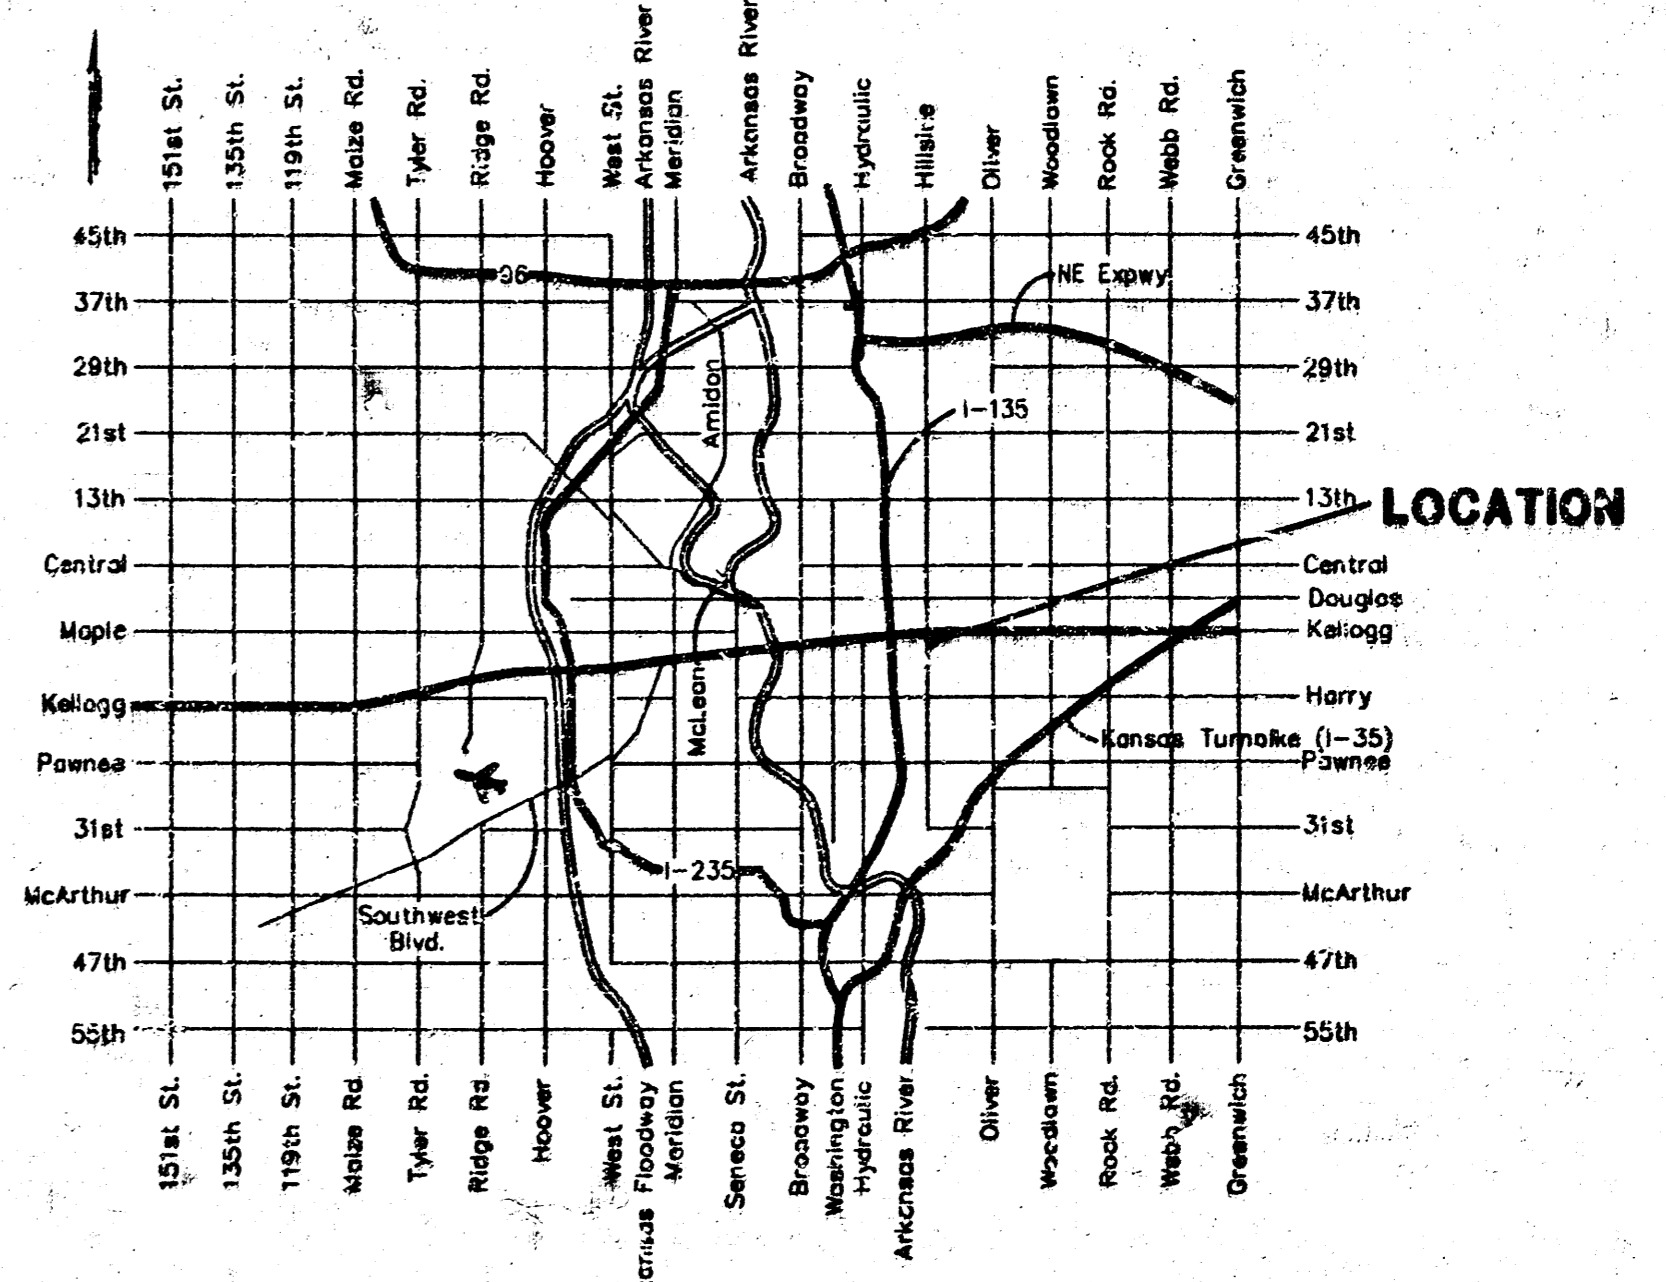 151st St.
135th St.
119th St.
Maize Rd.
Tyler Rd.
Ridge Rd.
Hoover
West St.
Arkansas River
Meridian
Arkansas River
Broadway
Hydraulic
Hillside
Oliver
Woodlawn
Rock Rd.
Webb Rd.
Greenwich
45th
45th
96
NE Expwy
37th
37th
29th
29th
Amidon
I-135
21st
21st
13th
13th
LOCATION
Central
Central
Douglas
Maple
Kellogg
McLean
Kellogg
Harry
Kansas Turnpike (I-35)
Pawnee
Pawnee
31st
31st
I-235
McArthur
McArthur
Southwest
Blvd.
47th
47th
55th
55th
151st St.
135th St.
119th St.
Maize Rd.
Tyler Rd.
Ridge Rd.
Hoover
West St.
Floodway
Meridian
Seneca St.
Broadway
Washington
Hydraulic
Arkansas River
Oliver
Woodlawn
Rock Rd.
Webb Rd.
Greenwich